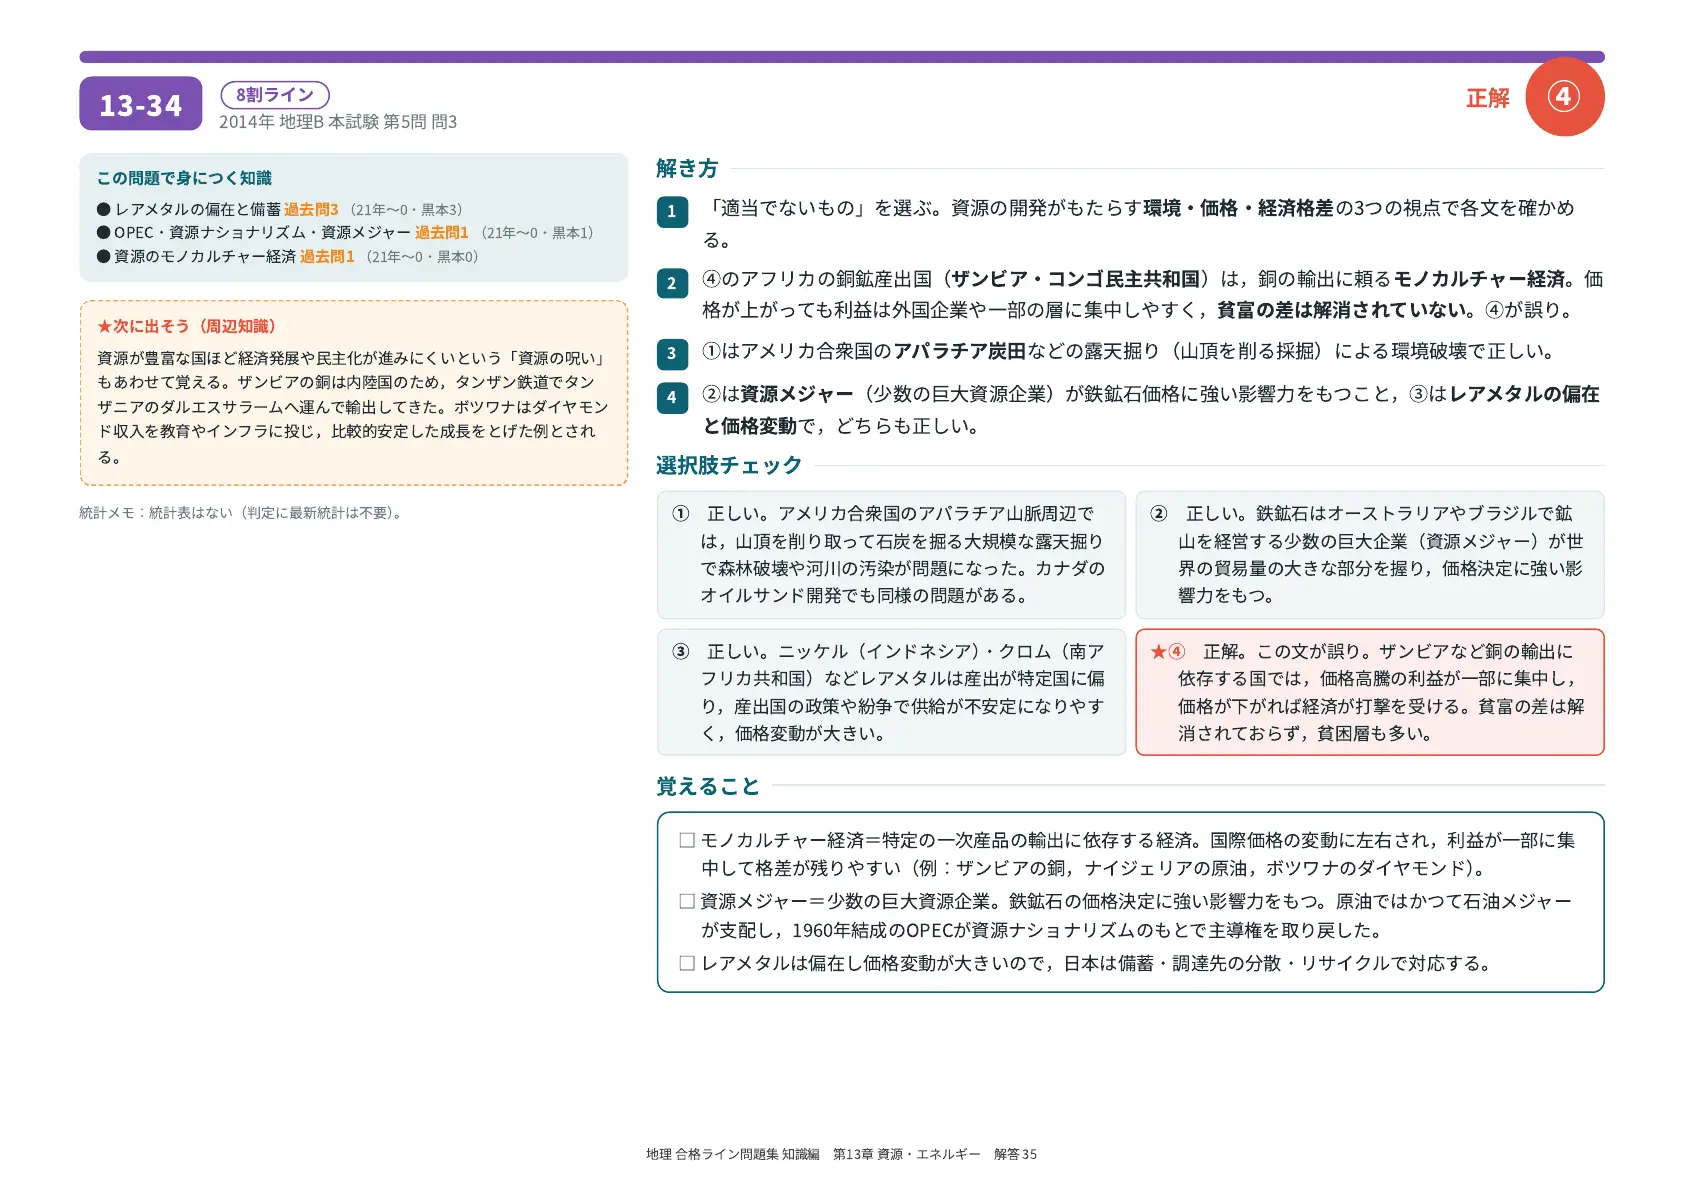 13-34
8割ライン
2014年 地理B 本試験 第5問 問3
正解 ④
この問題で身につく知識
● レアメタルの偏在と備蓄 過去問3 （21年〜0・黒本3）
● OPEC・資源ナショナリズム・資源メジャー 過去問1 （21年〜0・黒本1）
● 資源のモノカルチャー経済 過去問1 （21年〜0・黒本0）
★次に出そう（周辺知識）
資源が豊富な国ほど経済発展や民主化が進みにくいという「資源の呪い」
もあわせて覚える。ザンビアの銅は内陸国のため，タンザン鉄道でタン
ザニアのダルエスサラームへ運んで輸出してきた。ボツワナはダイヤモン
ド収入を教育やインフラに投じ，比較的安定した成長をとげた例とされ
る。
統計メモ：統計表はない（判定に最新統計は不要）。
解き方
1 「適当でないもの」を選ぶ。資源の開発がもたらす環境・価格・経済格差の3つの視点で各文を確かめ
る。
2 ④のアフリカの銅鉱産出国（ザンビア・コンゴ民主共和国）は，銅の輸出に頼るモノカルチャー経済。価
格が上がっても利益は外国企業や一部の層に集中しやすく，貧富の差は解消されていない。④が誤り。
3 ①はアメリカ合衆国のアパラチア炭田などの露天掘り（山頂を削る採掘）による環境破壊で正しい。
4 ②は資源メジャー（少数の巨大資源企業）が鉄鉱石価格に強い影響力をもつこと，③はレアメタルの偏在
と価格変動で，どちらも正しい。
選択肢チェック
① 正しい。アメリカ合衆国のアパラチア山脈周辺で
は，山頂を削り取って石炭を掘る大規模な露天掘り
で森林破壊や河川の汚染が問題になった。カナダの
オイルサンド開発でも同様の問題がある。
② 正しい。鉄鉱石はオーストラリアやブラジルで鉱
山を経営する少数の巨大企業（資源メジャー）が世
界の貿易量の大きな部分を握り，価格決定に強い影
響力をもつ。
③ 正しい。ニッケル（インドネシア）・クロム（南ア
フリカ共和国）などレアメタルは産出が特定国に偏
り，産出国の政策や紛争で供給が不安定になりやす
く，価格変動が大きい。
★④ 正解。この文が誤り。ザンビアなど銅の輸出に
依存する国では，価格高騰の利益が一部に集中し，
価格が下がれば経済が打撃を受ける。貧富の差は解
消されておらず，貧困層も多い。
覚えること
□ モノカルチャー経済＝特定の一次産品の輸出に依存する経済。国際価格の変動に左右され，利益が一部に集
中して格差が残りやすい（例：ザンビアの銅，ナイジェリアの原油，ボツワナのダイヤモンド）。
□ 資源メジャー＝少数の巨大資源企業。鉄鉱石の価格決定に強い影響力をもつ。原油ではかつて石油メジャー
が支配し，1960年結成のOPECが資源ナショナリズムのもとで主導権を取り戻した。
□ レアメタルは偏在し価格変動が大きいので，日本は備蓄・調達先の分散・リサイクルで対応する。
地理 合格ライン問題集 知識編 第13章 資源・エネルギー 解答 35